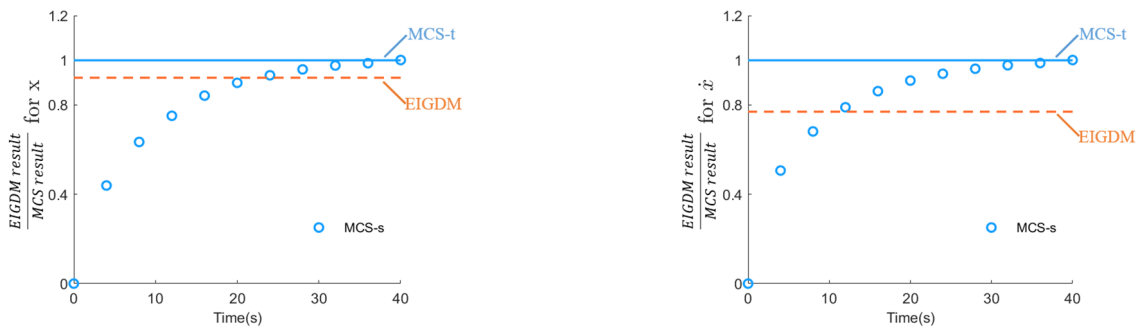 1.2
MCS-t
1
EIGDM
0.8
0.4
MCS-s
0
0
10
20
30
40
Time(s)
EIGDM result
MCS result
for x
1.2
MCS-t
1
EIGDM
0.8
0.4
MCS-s
0
0
10
20
30
40
Time(s)
EIGDM result
MCS result
for ẋ